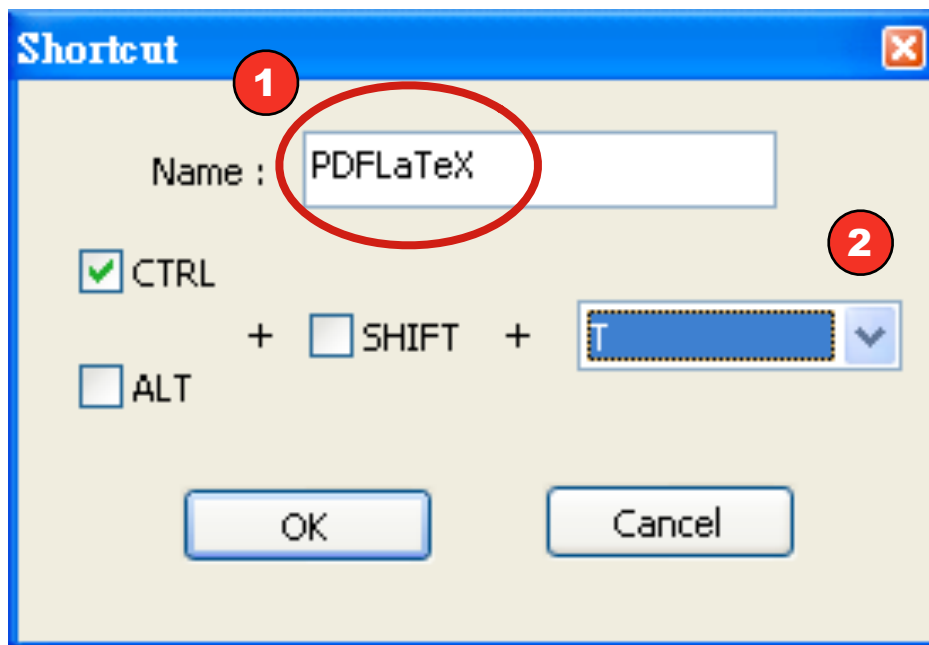 Shortcut
1
Name : PDFLaTeX
2
CTRL
+ SHIFT + T
ALT
OK Cancel